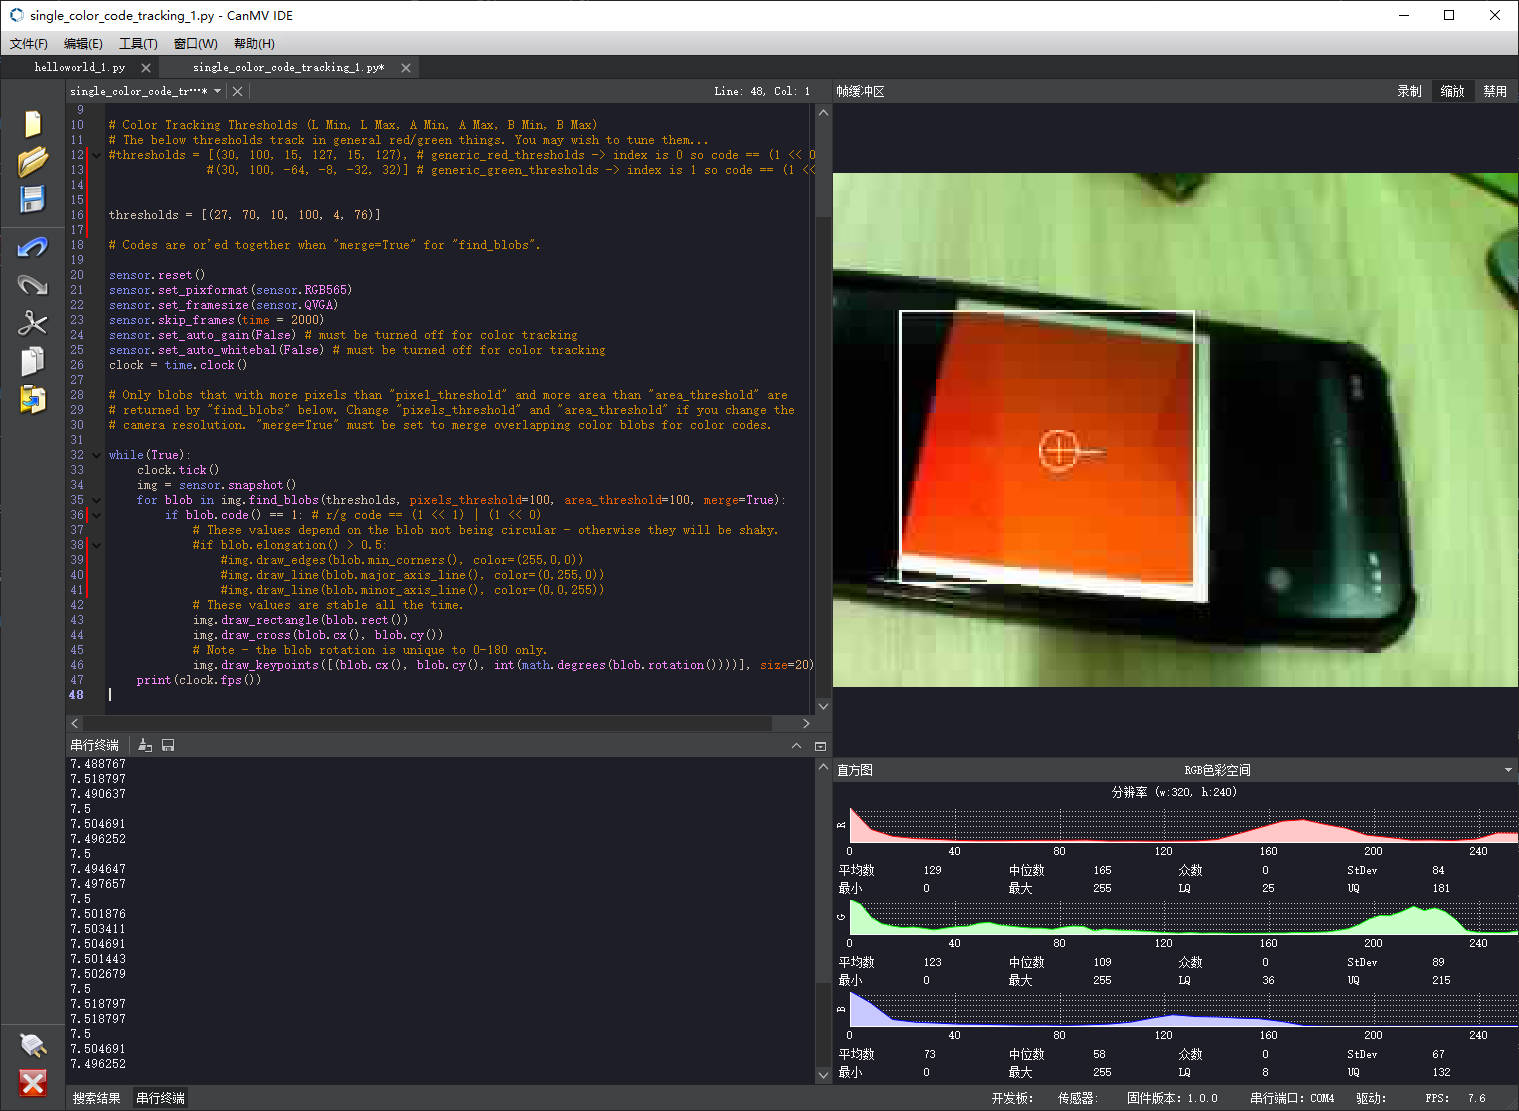 single_color_code_tracking_1.py - CanMV IDE
文件(F) 编辑(E) 工具(T) 窗口(W) 帮助(H)
helloworld_1.py single_color_code_tracking_1.py*
single_color_code_tr···* Line: 48, Col: 1
帧缓冲区 录制 缩放 禁用
9
10 # Color Tracking Thresholds (L Min, L Max, A Min, A Max, B Min, B Max)
11 # The below thresholds track in general red/green things. You may wish to tune them...
12 #thresholds = [(30, 100, 15, 127, 15, 127), # generic_red_thresholds -> index is 0 so code == (1 << 0
13 #(30, 100, -64, -8, -32, 32)] # generic_green_thresholds -> index is 1 so code == (1 <<
14
15
16 thresholds = [(27, 70, 10, 100, 4, 76)]
17
18 # Codes are or'ed together when "merge=True" for "find_blobs".
19
20 sensor.reset()
21 sensor.set_pixformat(sensor.RGB565)
22 sensor.set_framesize(sensor.QVGA)
23 sensor.skip_frames(time = 2000)
24 sensor.set_auto_gain(False) # must be turned off for color tracking
25 sensor.set_auto_whitebal(False) # must be turned off for color tracking
26 clock = time.clock()
27
28 # Only blobs that with more pixels than "pixel_threshold" and more area than "area_threshold" are
29 # returned by "find_blobs" below. Change "pixels_threshold" and "area_threshold" if you change the
30 # camera resolution. "merge=True" must be set to merge overlapping color blobs for color codes.
31
32 while(True):
33 clock.tick()
34 img = sensor.snapshot()
35 for blob in img.find_blobs(thresholds, pixels_threshold=100, area_threshold=100, merge=True):
36 if blob.code() == 1: # r/g code == (1 << 1) | (1 << 0)
37 # These values depend on the blob not being circular - otherwise they will be shaky.
38 #if blob.elongation() > 0.5:
39 #img.draw_edges(blob.min_corners(), color=(255,0,0))
40 #img.draw_line(blob.major_axis_line(), color=(0,255,0))
41 #img.draw_line(blob.minor_axis_line(), color=(0,0,255))
42 # These values are stable all the time.
43 img.draw_rectangle(blob.rect())
44 img.draw_cross(blob.cx(), blob.cy())
45 # Note - the blob rotation is unique to 0-180 only.
46 img.draw_keypoints([(blob.cx(), blob.cy(), int(math.degrees(blob.rotation())))], size=20)
47 print(clock.fps())
48
串行终端
7.488767
7.518797
7.490637
7.5
7.504691
7.496252
7.5
7.494647
7.497657
7.5
7.501876
7.503411
7.504691
7.501443
7.502679
7.5
7.518797
7.518797
7.5
7.504691
7.496252
直方图 RGB色彩空间
分辨率 (w:320, h:240)
R
0 40 80 120 160 200 240
平均数 129 中位数 165 众数 0 StDev 84
最小 0 最大 255 LQ 25 UQ 181
G
0 40 80 120 160 200 240
平均数 123 中位数 109 众数 0 StDev 89
最小 0 最大 255 LQ 36 UQ 215
B
0 40 80 120 160 200 240
平均数 73 中位数 58 众数 0 StDev 67
最小 0 最大 255 LQ 8 UQ 132
搜索结果 串行终端 开发板: 传感器: 固件版本: 1.0.0 串行端口: COM4 驱动: FPS: 7.6